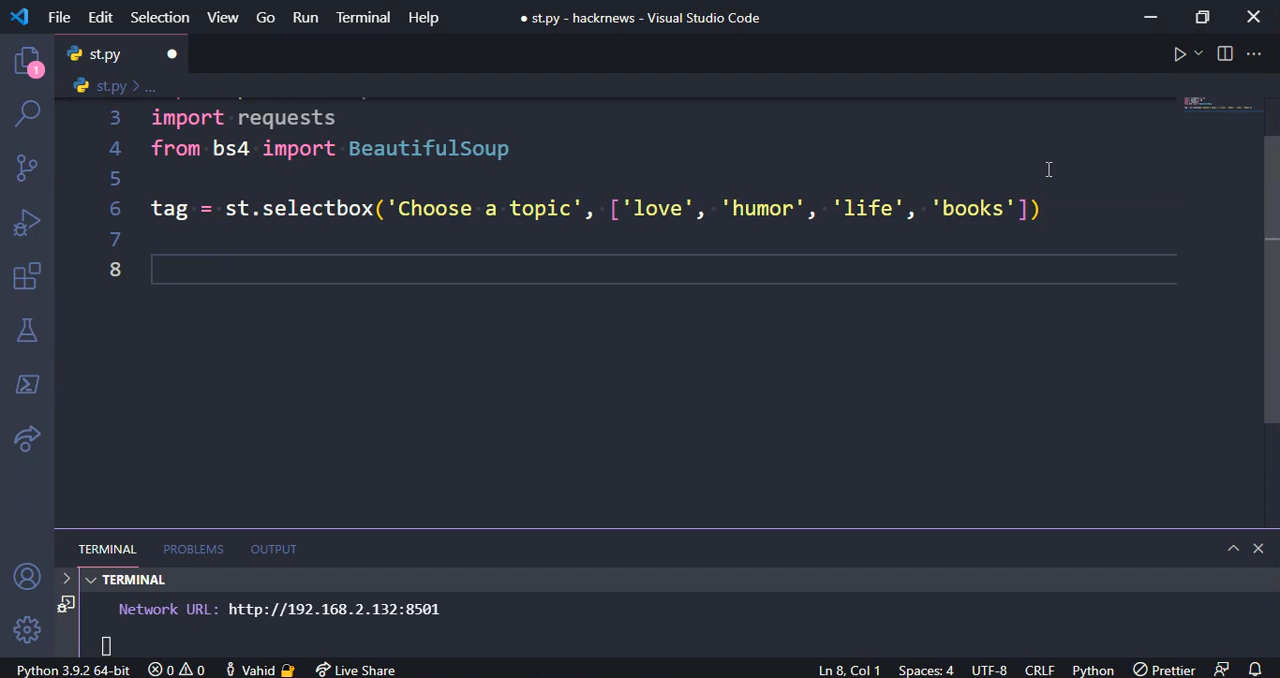 File Edit Selection View Go Run Terminal Help ● st.py - hackrnews - Visual Studio Code
1
st.py ●
st.py > ...
3 import requests
4 from bs4 import BeautifulSoup
5
6 tag = st.selectbox('Choose a topic', ['love', 'humor', 'life', 'books'])
7
8
TERMINAL PROBLEMS OUTPUT
TERMINAL
Network URL: http://192.168.2.132:8501
Python 3.9.2 64-bit 0 0 Vahid Live Share Ln 8, Col 1 Spaces: 4 UTF-8 CRLF Python Prettier